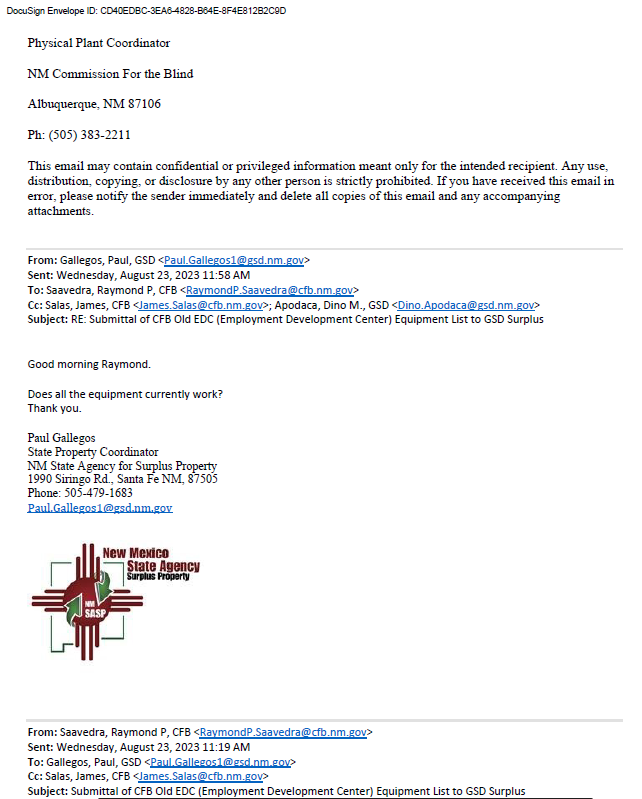 DocuSign Envelope ID: CD40EDBC-3EA6-4828-B64E-8F4E812B2C9D
Physical Plant Coordinator
NM Commission For the Blind
Albuquerque, NM 87106
Ph: (505) 383-2211
This email may contain confidential or privileged information meant only for the intended recipient. Any use,
distribution, copying, or disclosure by any other person is strictly prohibited. If you have received this email in
error, please notify the sender immediately and delete all copies of this email and any accompanying
attachments.
From: Gallegos, Paul, GSD <Paul.Gallegos1@gsd.nm.gov>
Sent: Wednesday, August 23, 2023 11:58 AM
To: Saavedra, Raymond P, CFB <RaymondP.Saavedra@cfb.nm.gov>
Cc: Salas, James, CFB <James.Salas@cfb.nm.gov>; Apodaca, Dino M., GSD <Dino.Apodaca@gsd.nm.gov>
Subject: RE: Submittal of CFB Old EDC (Employment Development Center) Equipment List to GSD Surplus
Good morning Raymond.
Does all the equipment currently work?
Thank you.
Paul Gallegos
State Property Coordinator
NM State Agency for Surplus Property
1990 Siringo Rd., Santa Fe NM, 87505
Phone: 505-479-1683
Paul.Gallegos1@gsd.nm.gov
New Mexico
State Agency
Surplus Property
NM
SASP
From: Saavedra, Raymond P, CFB <RaymondP.Saavedra@cfb.nm.gov>
Sent: Wednesday, August 23, 2023 11:19 AM
To: Gallegos, Paul, GSD <Paul.Gallegos1@gsd.nm.gov>
Cc: Salas, James, CFB <James.Salas@cfb.nm.gov>
Subject: Submittal of CFB Old EDC (Employment Development Center) Equipment List to GSD Surplus